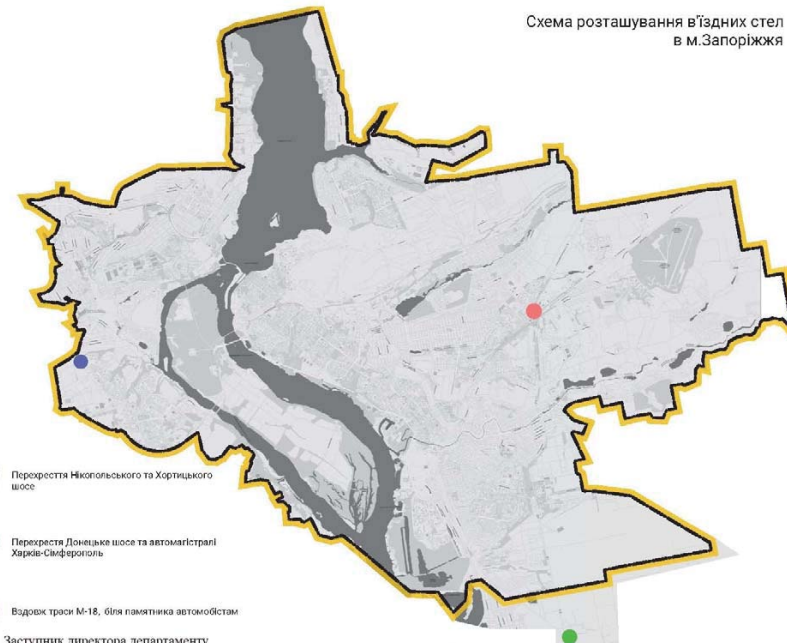 Схема розташування в'їздних стел
в м.Запоріжжя
Перехресття Нікопольського та Хортицького
шосе
Перехрестя Донецьке шосе та автомагістралі
Харків-Сімферополь
Вздовж траси М-18, біля памятника автомобістам
Заступник директора департаменту